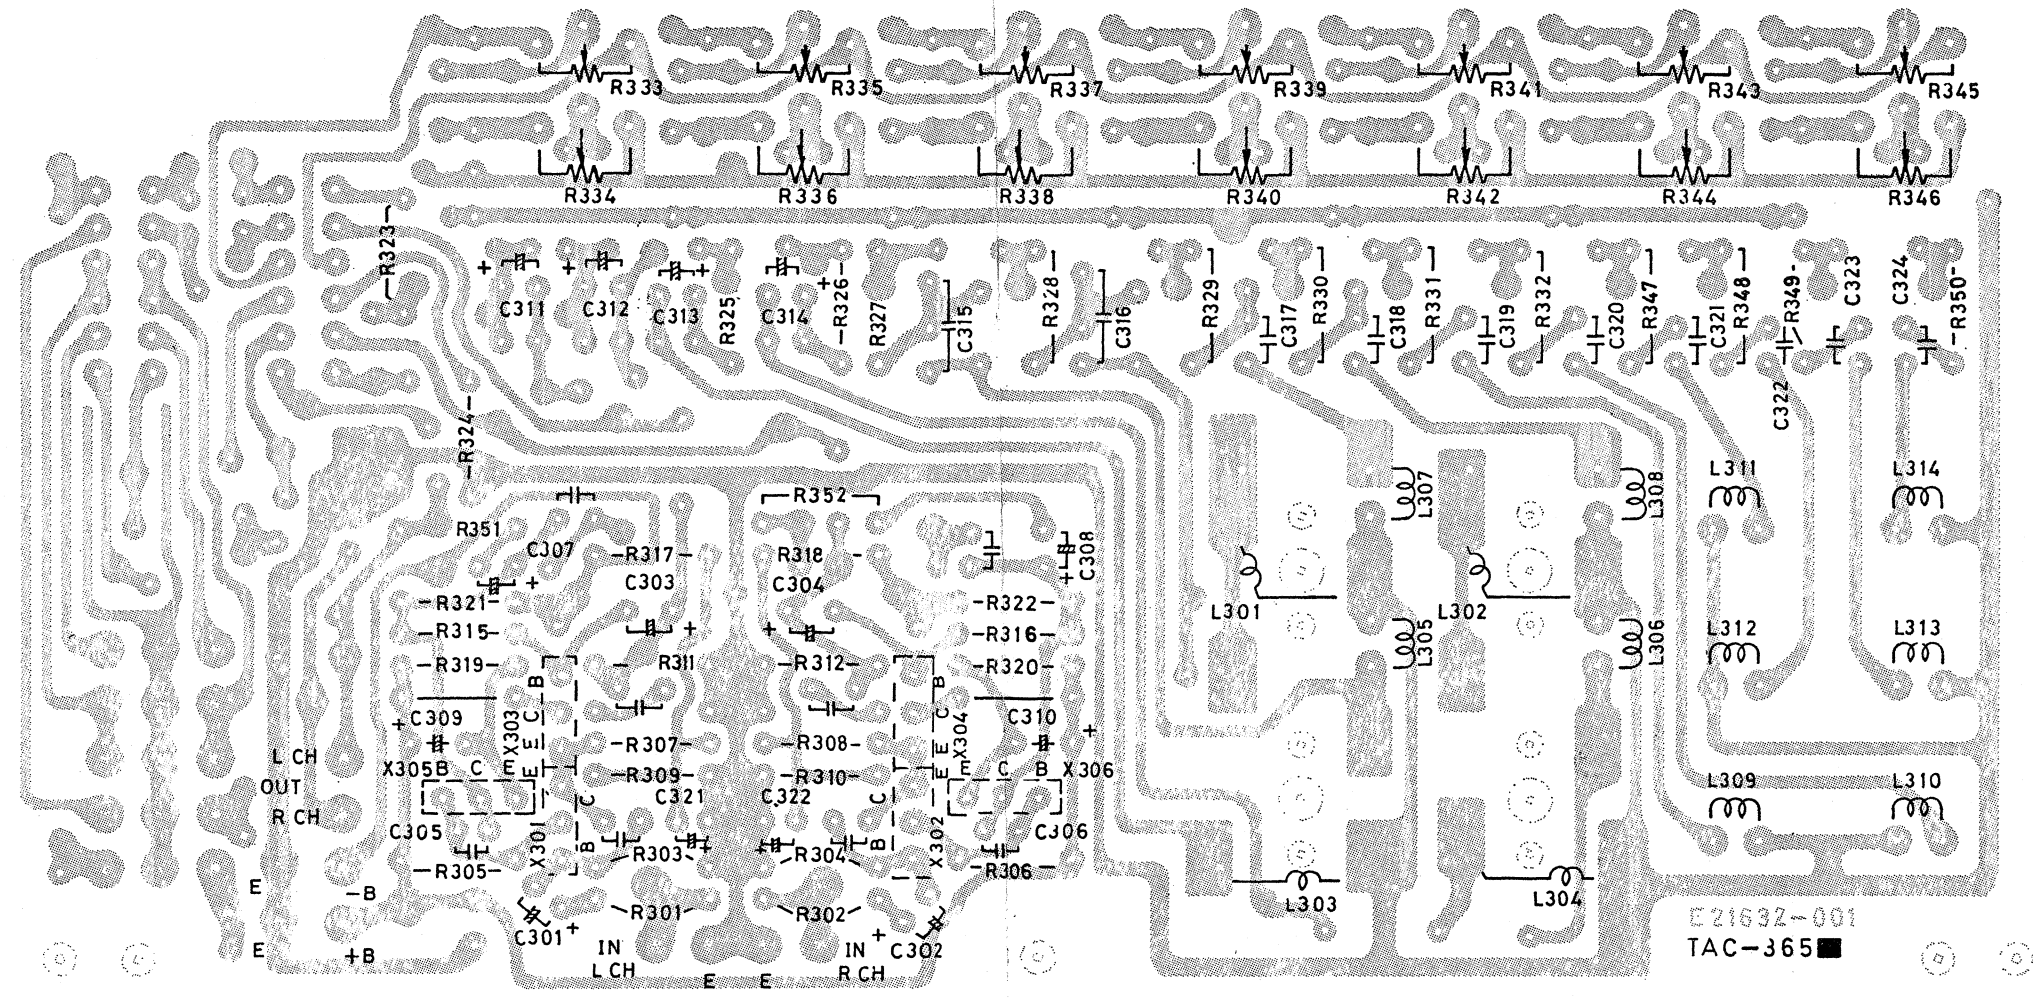 R333 R335 R337 R339 R341 R343 R345
R334 R336 R338 R340 R342 R344 R346
R323
+ + + +
C311 C312 C313 R325 C314 R326 R327 C315 R328 C316 R329 C317 R330 C318 R331 C319 R332 C320 R347 C321 R348 R349 C323 C324 R350
C322
R324
L307 L308 L311 L314
R352
R351 C307 R317 R318 C308
+ C303 C304 +
R321 R322
L301 L302
R315 + + R316 L305 L306 L312 L313
R319 R311 R312 R320
B B
C309 C C C310
+ X303 X304 +
E R307 R308 E
L CH X305 B C E E R309 R310 E E C B X306
OUT C321 C322 L309 L310
R CH C C
C305 X301 X302 C306
B R303 + + R304 B
R305 R306
E -B L303 L304
R301 R302
C301 + + C302 E21632-001
E +B IN IN TAC-365
L CH R CH
E E